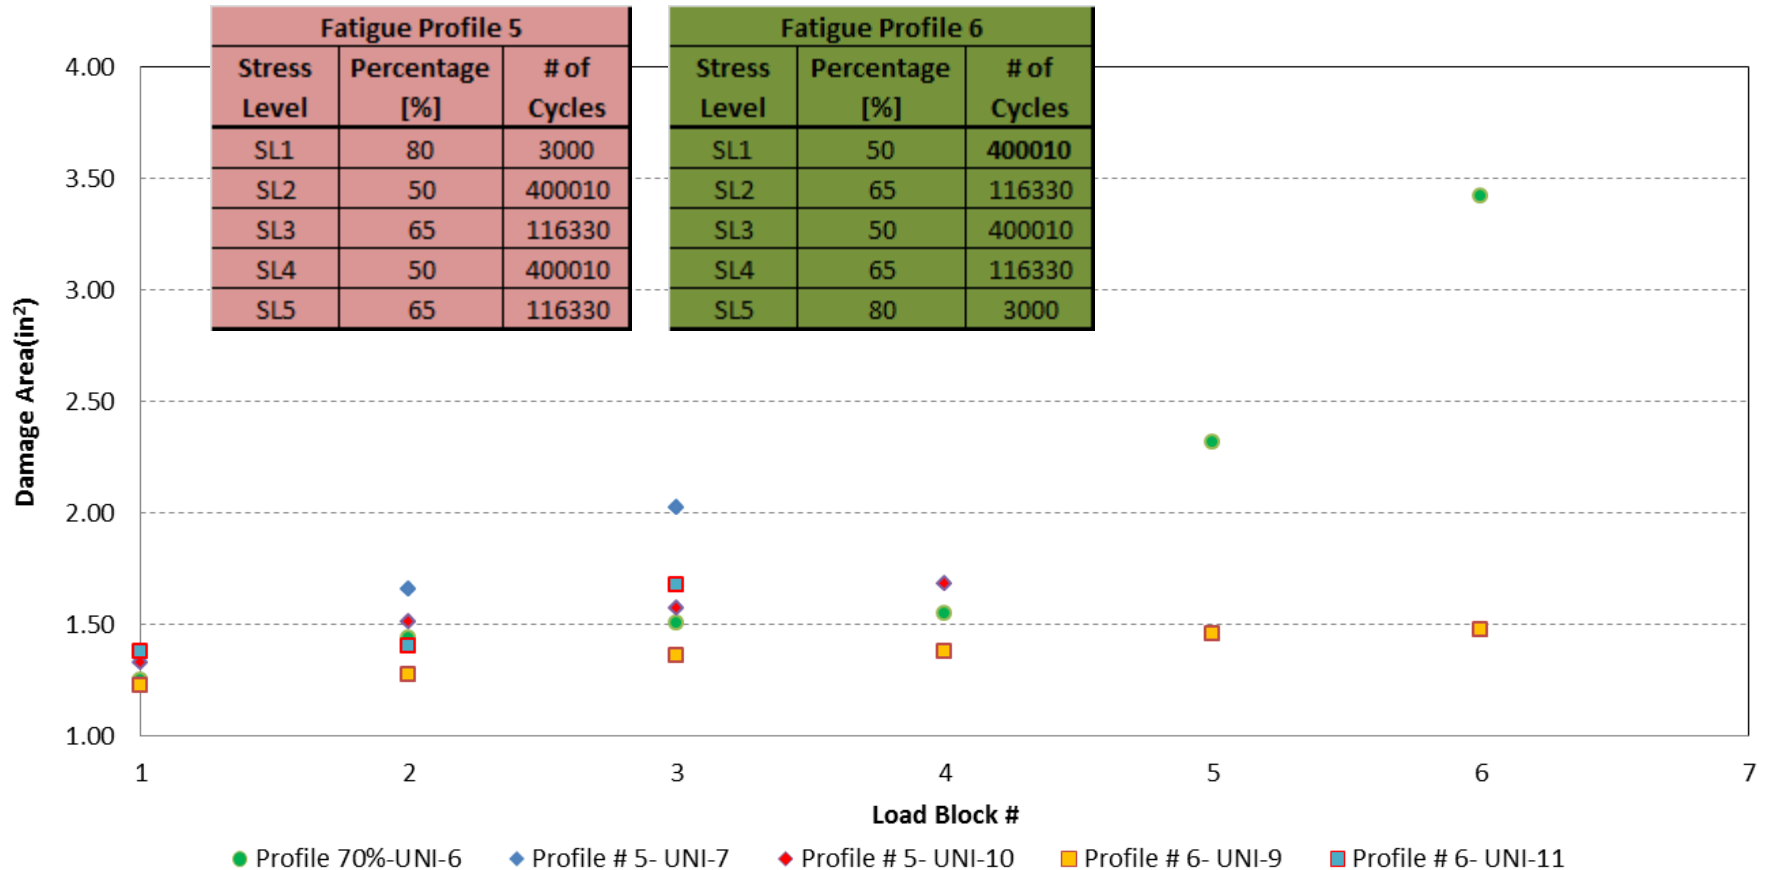 Fatigue Profile 5
Stress Level Percentage [%] # of Cycles
SL1 80 3000
SL2 50 400010
SL3 65 116330
SL4 50 400010
SL5 65 116330
Fatigue Profile 6
Stress Level Percentage [%] # of Cycles
SL1 50 400010
SL2 65 116330
SL3 50 400010
SL4 65 116330
SL5 80 3000
4.00
3.50
3.00
2.50
2.00
1.50
1.00
Damage Area(in²)
1 2 3 4 5 6 7
Load Block #
Profile 70%-UNI-6 Profile # 5- UNI-7 Profile # 5- UNI-10 Profile # 6- UNI-9 Profile # 6- UNI-11